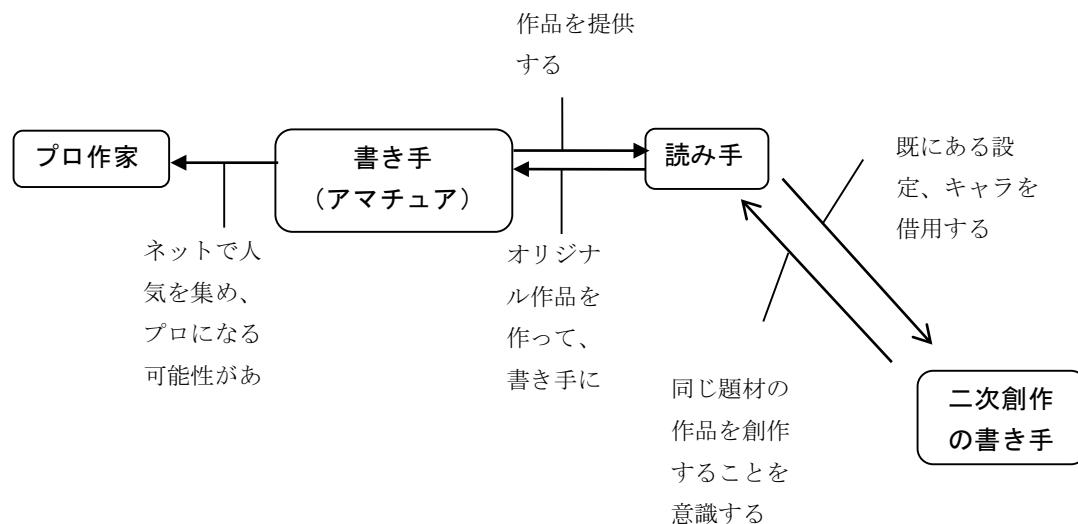 作品を提供
する
プロ作家
書き手
（アマチュア）
読み手
既にある設
定、キャラを
借用する
ネットで人
気を集め、
プロになる
可能性があ
オリジナ
ル作品を
作って、
書き手に
同じ題材の
作品を創作
することを
意識する
二次創作
の書き手